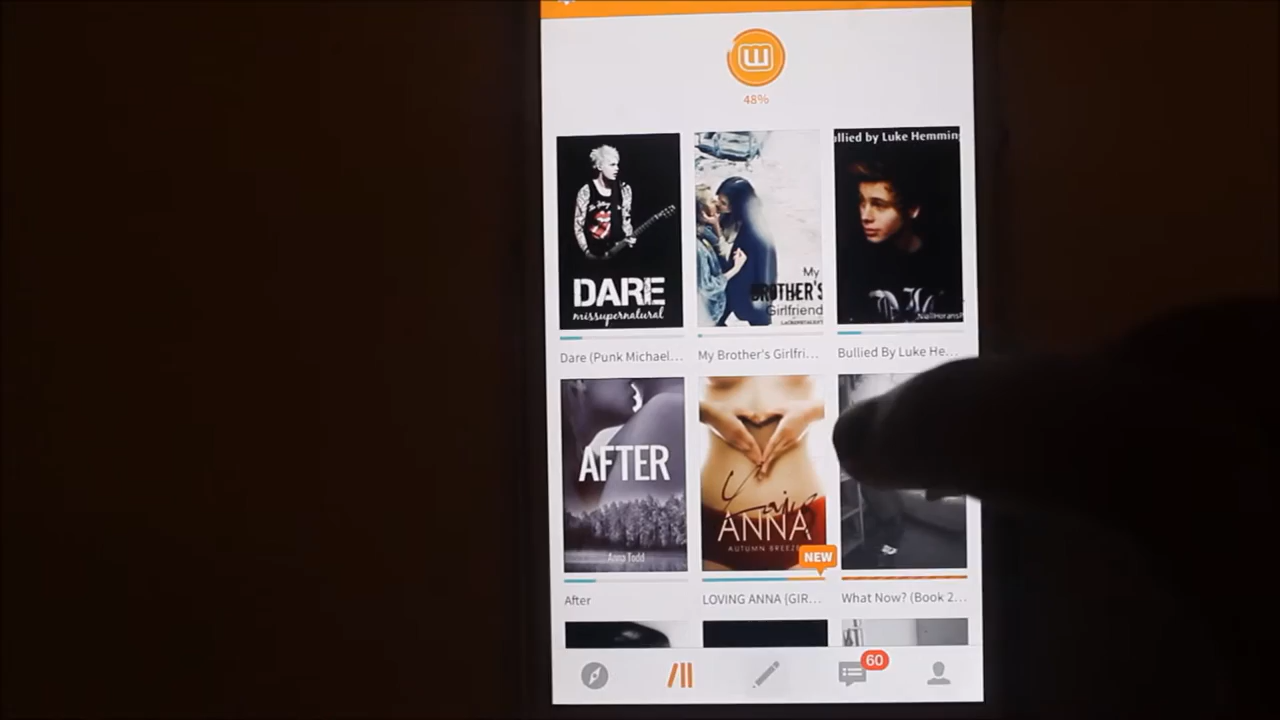 W
48%
DARE
missupernatural
My
BROTHER'S
Girlfriend
ullied by Luke Hemming
Dare (Punk Michael...
My Brother's Girlfri...
Bullied By Luke He...
AFTER
Anna Todd
ANNA
AUTUMN BREEZE
NEW
After
LOVING ANNA (GIR...
What Now? (Book 2...
60